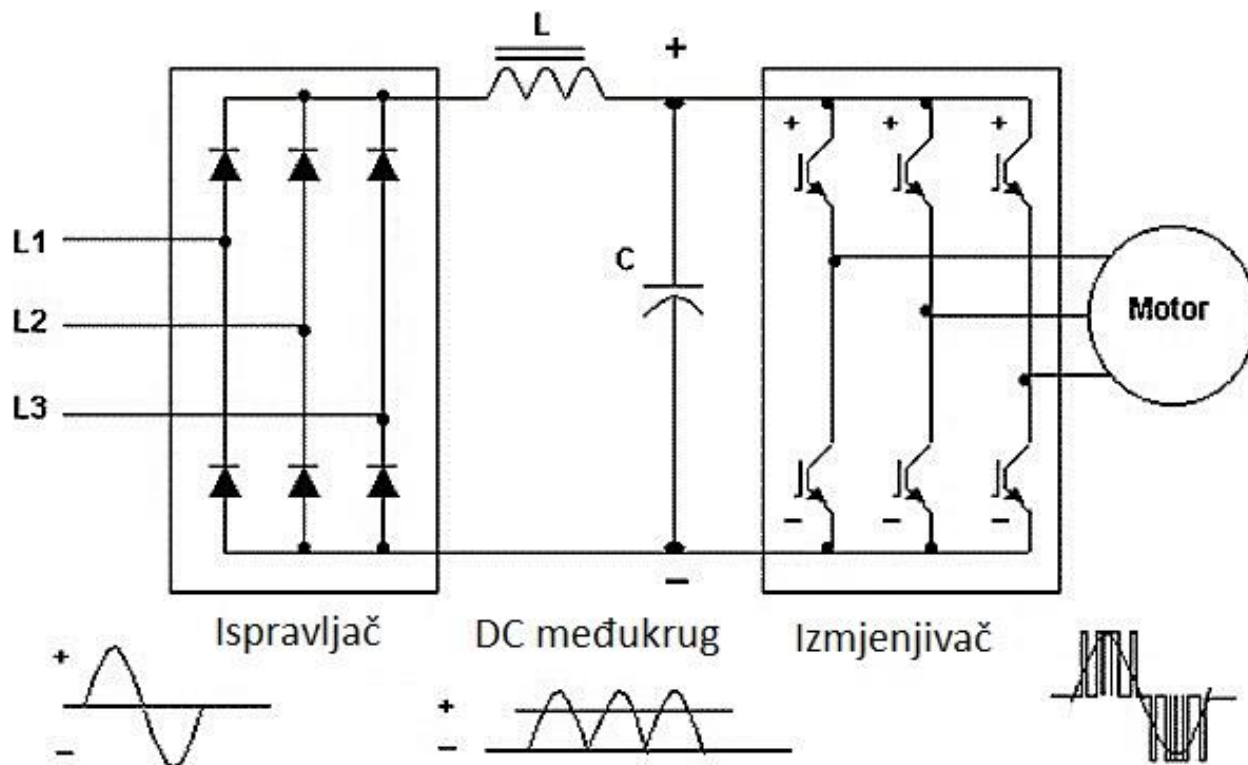 L
+
+ + +
L1
C
L2
Motor
L3
- - -
-
Ispravljač
DC međukrug
Izmjenjivač
+
-
+
-